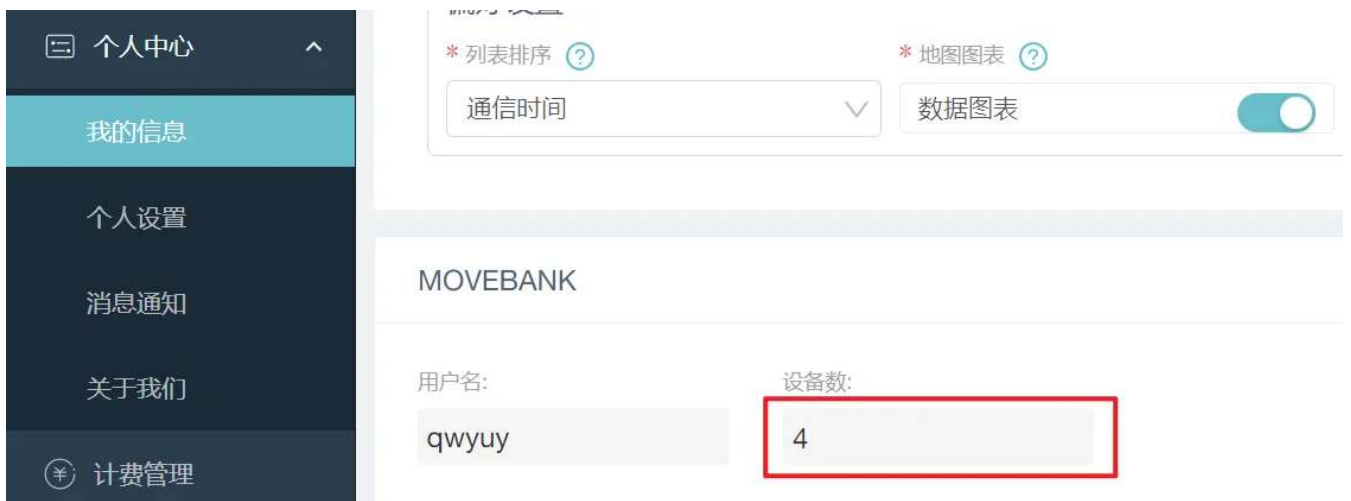 个人中心
我的信息
个人设置
消息通知
关于我们
计费管理
* 列表排序 ?
* 地图图表 ?
通信时间
数据图表
MOVEBANK
用户名:
设备数:
qwyuy
4